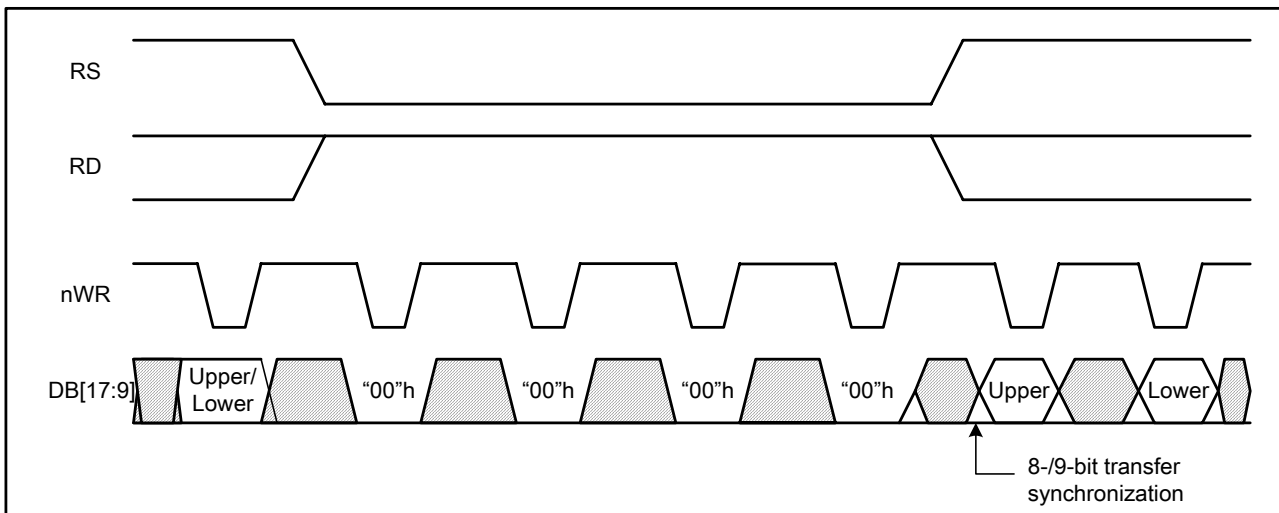 RS
RD
nWR
DB[17:9]
Upper/
Lower
“00”h
“00”h
“00”h
“00”h
Upper
Lower
8-/9-bit transfer
synchronization